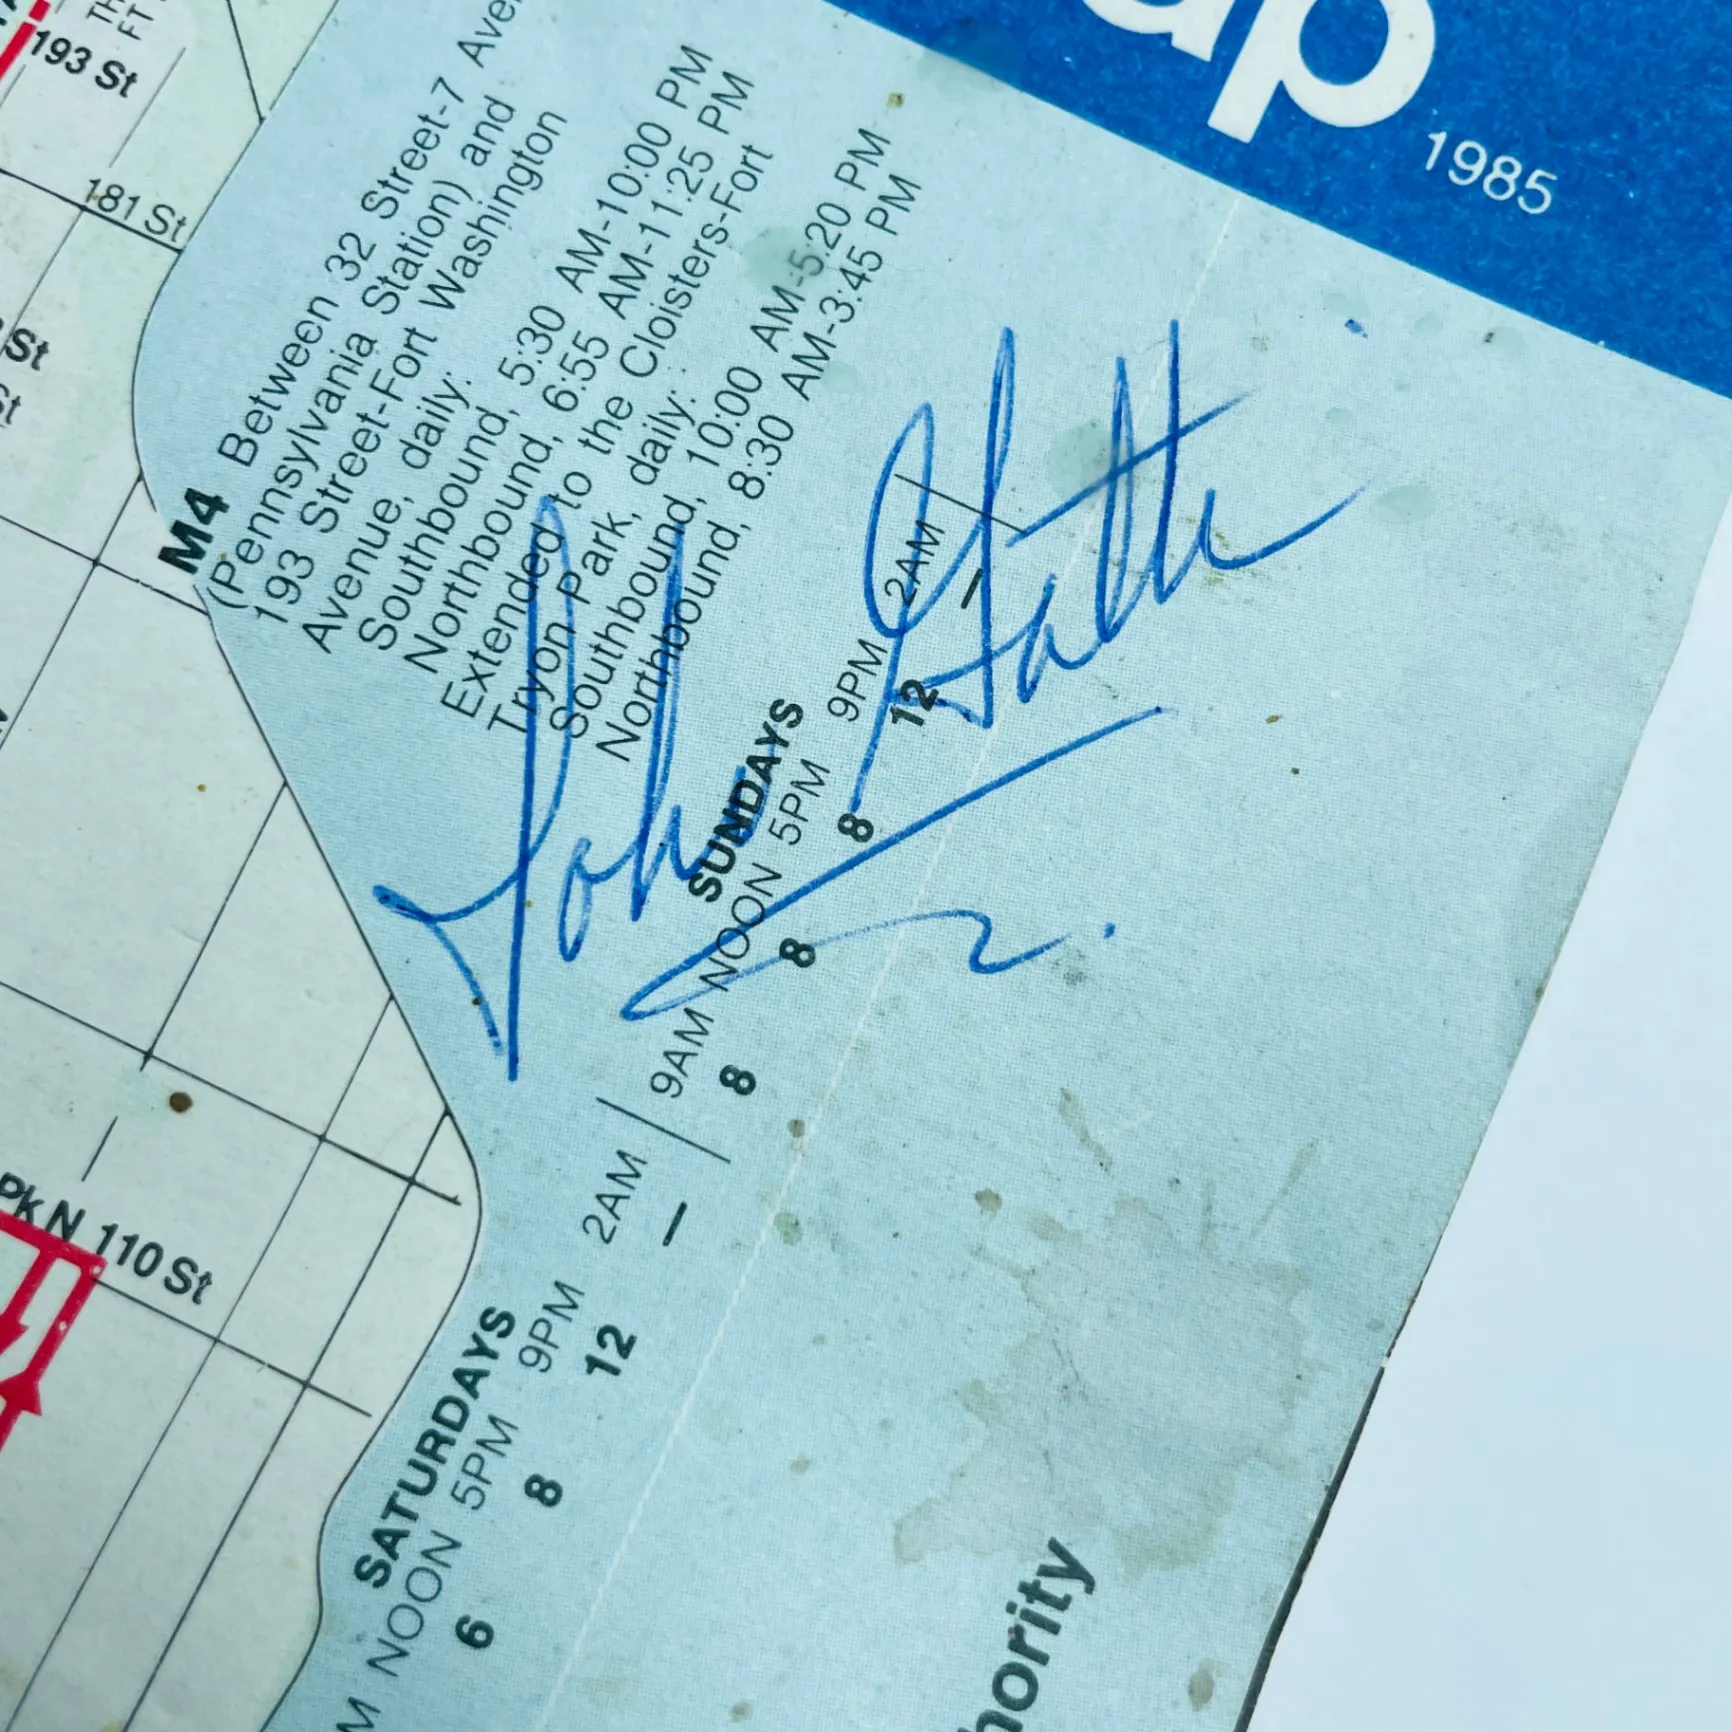 193 St
181 St
St
St
M4 Between 32 Street-7
(Pennsylvania Station) and
193 Street-Fort Washington
Avenue, daily:
Southbound, 5:30 AM-10:00 PM
Northbound, 6:55 AM-11:25 PM
Extended to the Cloisters-Fort
Tryon Park, daily:
Southbound, 10:00 AM-5:20 PM
Northbound, 8:30 AM-3:45 PM
1985
John
SUNDAYS
9AM NOON 5PM 9PM 2AM
8 8 8 12 –
SATURDAYS
NOON 5PM 9PM 2AM
6 8 12 –
Pk N 110 St
hority